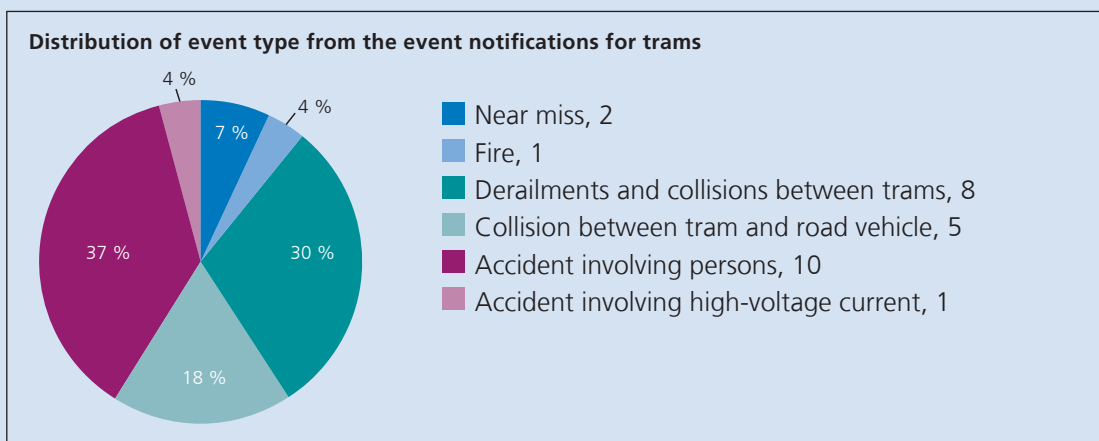 Distribution of event type from the event notifications for trams
4 %
7 %
4 %
37 %
30 %
18 %
Near miss, 2
Fire, 1
Derailments and collisions between trams, 8
Collision between tram and road vehicle, 5
Accident involving persons, 10
Accident involving high-voltage current, 1